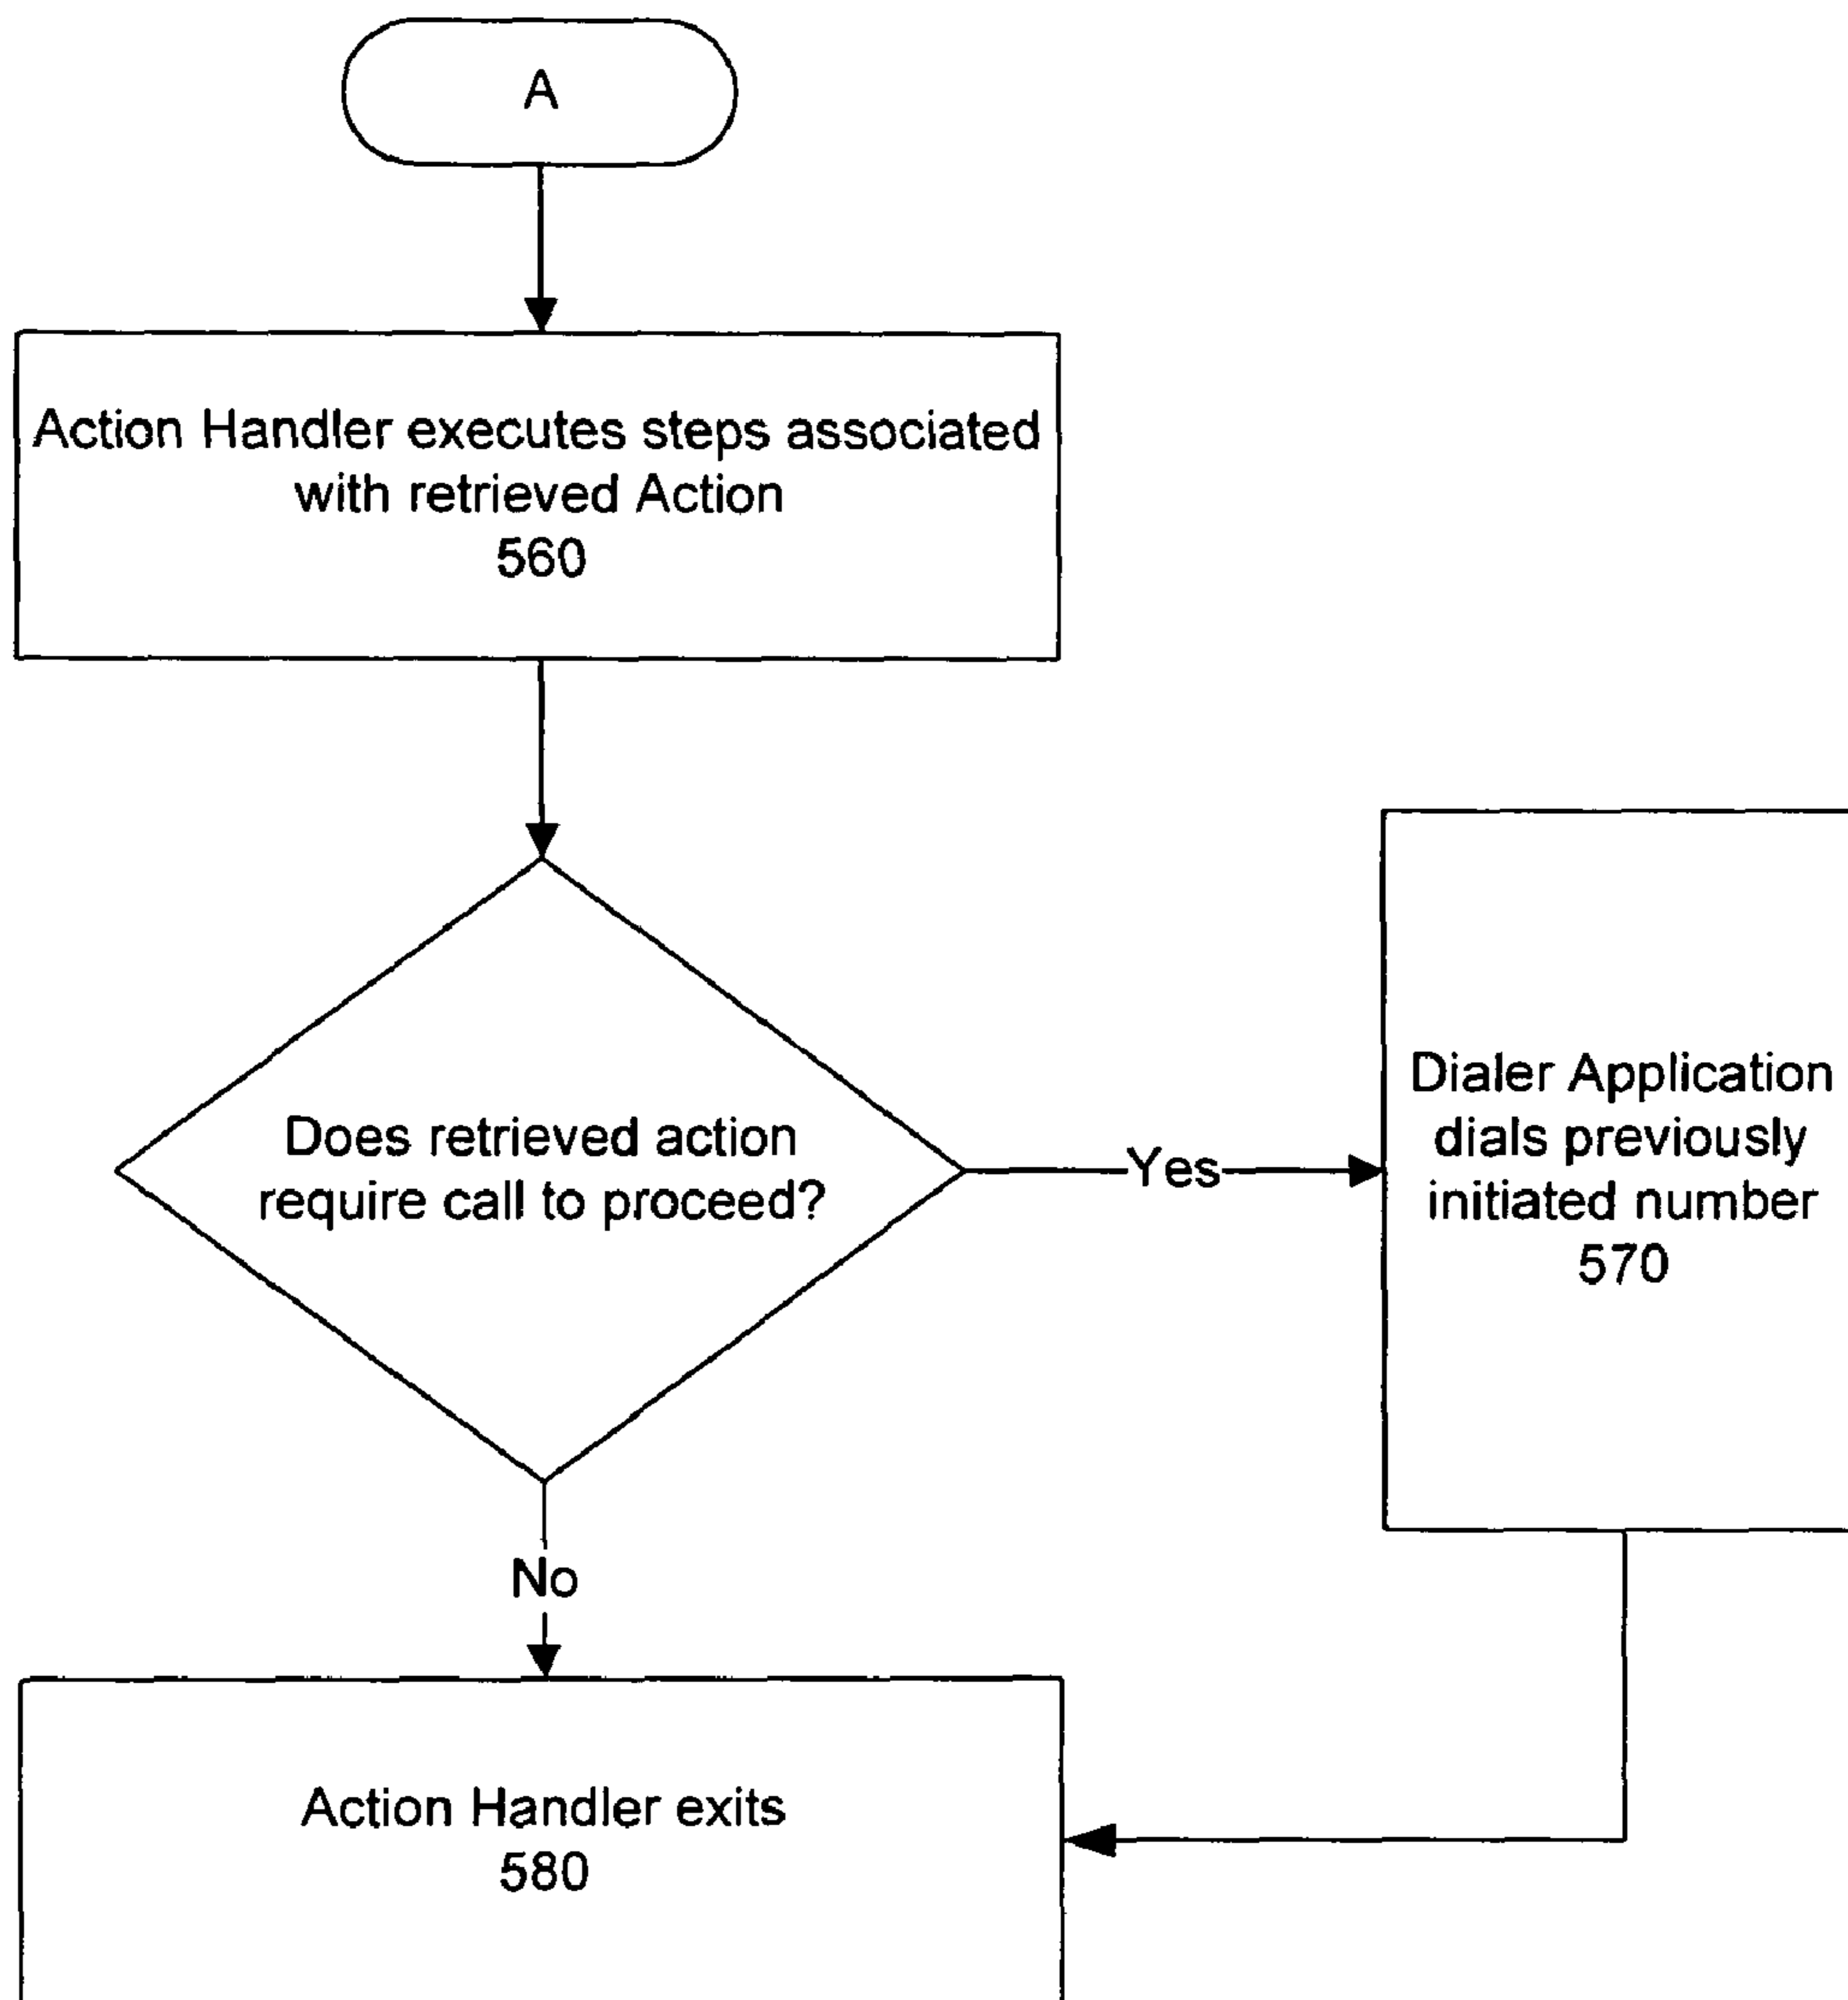 A
Action Handler executes steps associated
with retrieved Action
560
Does retrieved action
require call to proceed?
Yes
Dialer Application
dials previously
initiated number
570
No
Action Handler exits
580